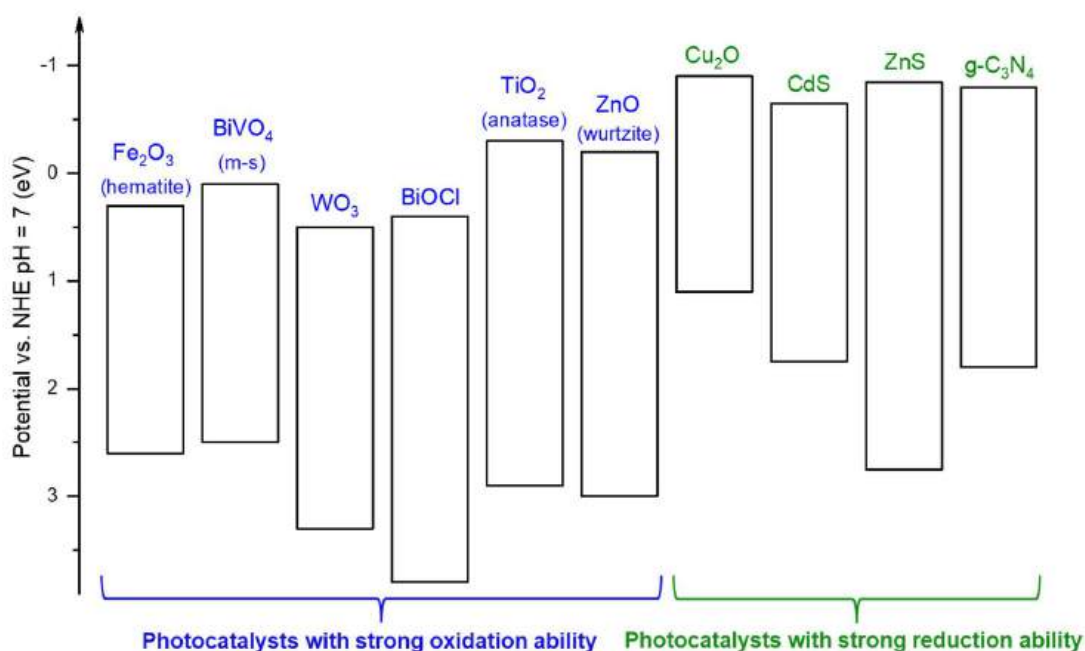 Potential vs. NHE pH = 7 (eV)
-1
0
1
2
3
Fe₂O₃
(hematite)
BiVO₄
(m-s)
WO₃
BiOCl
TiO₂
(anatase)
ZnO
(wurtzite)
Cu₂O
CdS
ZnS
g-C₃N₄
Photocatalysts with strong oxidation ability
Photocatalysts with strong reduction ability